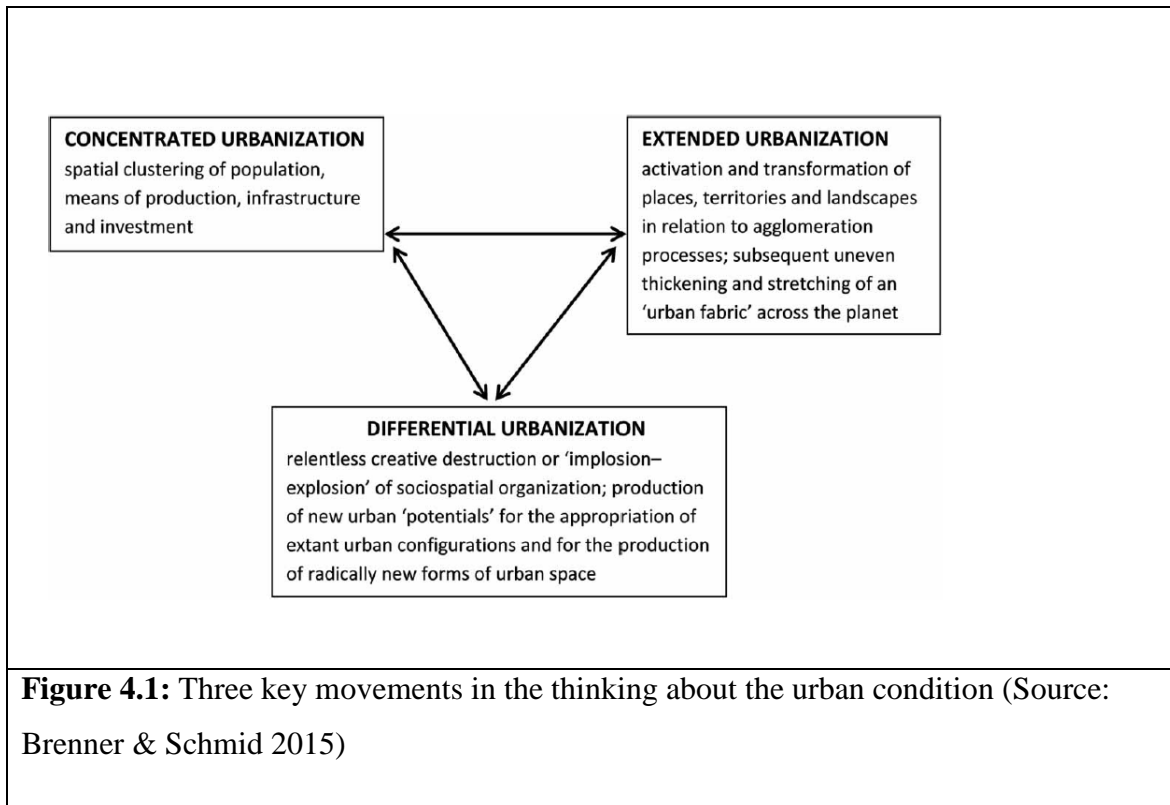 CONCENTRATED URBANIZATION
spatial clustering of population,
means of production, infrastructure
and investment
EXTENDED URBANIZATION
activation and transformation of
places, territories and landscapes
in relation to agglomeration
processes; subsequent uneven
thickening and stretching of an
‘urban fabric’ across the planet
DIFFERENTIAL URBANIZATION
relentless creative destruction or ‘implosion–
explosion’ of sociospatial organization; production
of new urban ‘potentials’ for the appropriation of
extant urban configurations and for the production
of radically new forms of urban space
Figure 4.1: Three key movements in the thinking about the urban condition (Source:
Brenner & Schmid 2015)